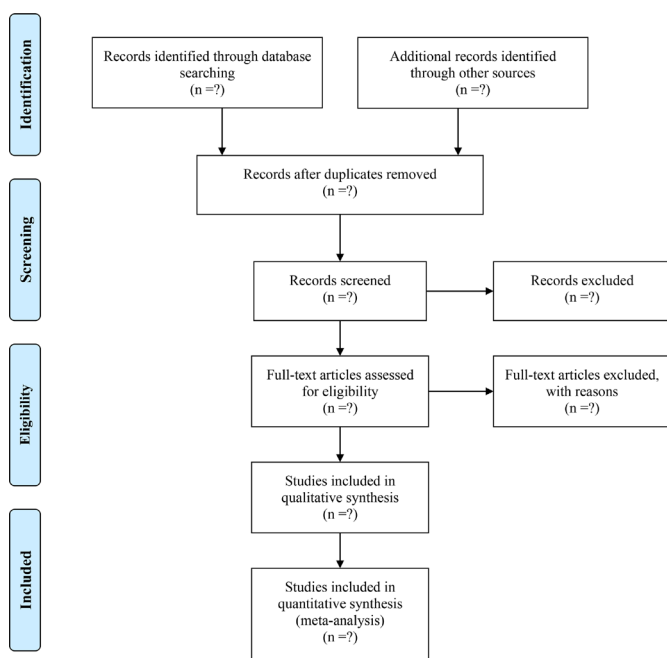 Identification
Records identified through database
searching
(n =?)
Additional records identified
through other sources
(n =?)
Records after duplicates removed
(n =?)
Screening
Records screened
(n =?)
Records excluded
(n =?)
Eligibility
Full-text articles assessed
for eligibility
(n =?)
Full-text articles excluded,
with reasons
(n =?)
Studies included in
qualitative synthesis
(n =?)
Included
Studies included in
quantitative synthesis
(meta-analysis)
(n =?)